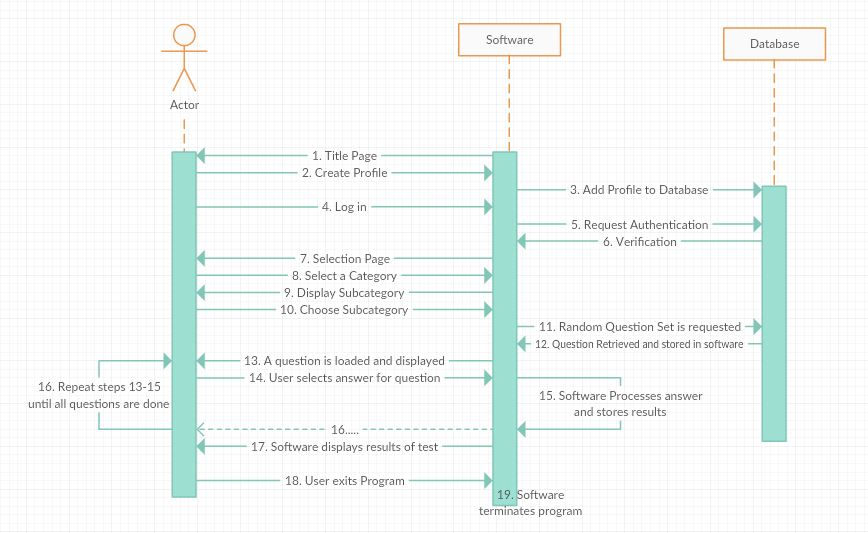 Software
Database
Actor
1. Title Page
2. Create Profile
3. Add Profile to Database
4. Log in
5. Request Authentication
6. Verification
7. Selection Page
8. Select a Category
9. Display Subcategory
10. Choose Subcategory
11. Random Question Set is requested
12. Question Retrieved and stored in software
13. A question is loaded and displayed
14. User selects answer for question
15. Software Processes answer
and stores results
16. Repeat steps 13-15
until all questions are done
16.....
17. Software displays results of test
18. User exits Program
19. Software
terminates program